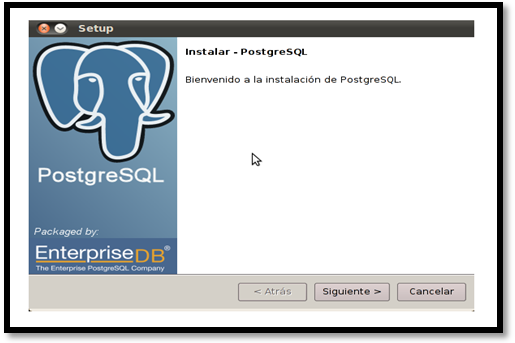 Setup
Instalar - PostgreSQL
Bienvenido a la instalación de PostgreSQL.
PostgreSQL
Packaged by:
EnterpriseDB®
The Enterprise PostgreSQL Company
< Atrás
Siguiente >
Cancelar